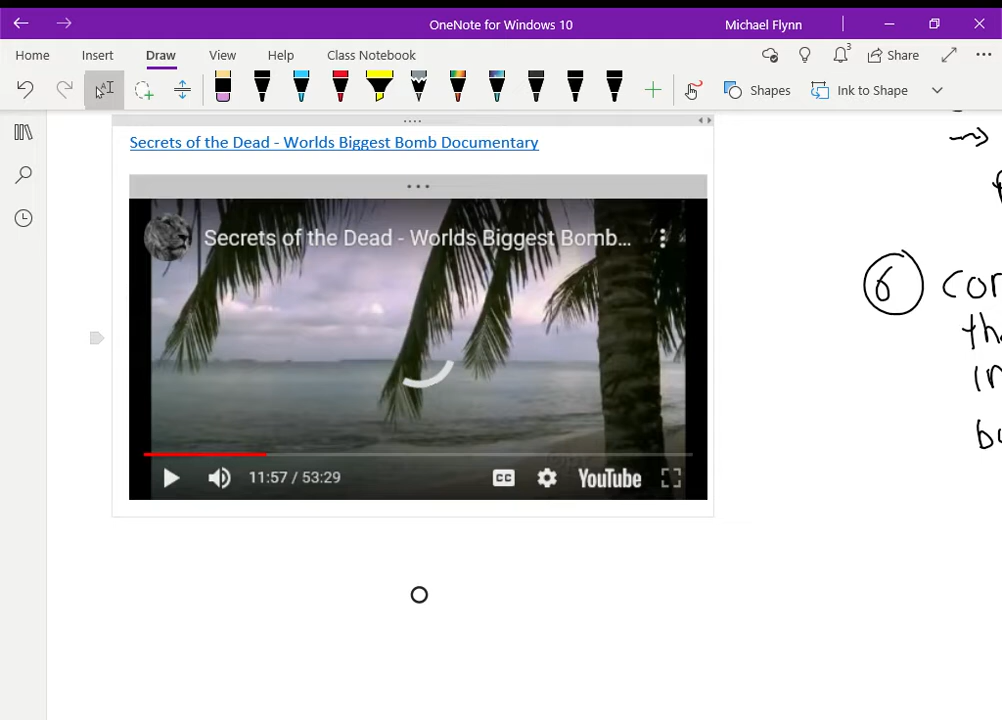 OneNote for Windows 10
Michael Flynn
Home Insert Draw View Help Class Notebook
3
Share
Shapes
Ink to Shape
Secrets of the Dead - Worlds Biggest Bomb Documentary
Secrets of the Dead - Worlds Biggest Bomb...
11:57 / 53:29
CC
YouTube
6